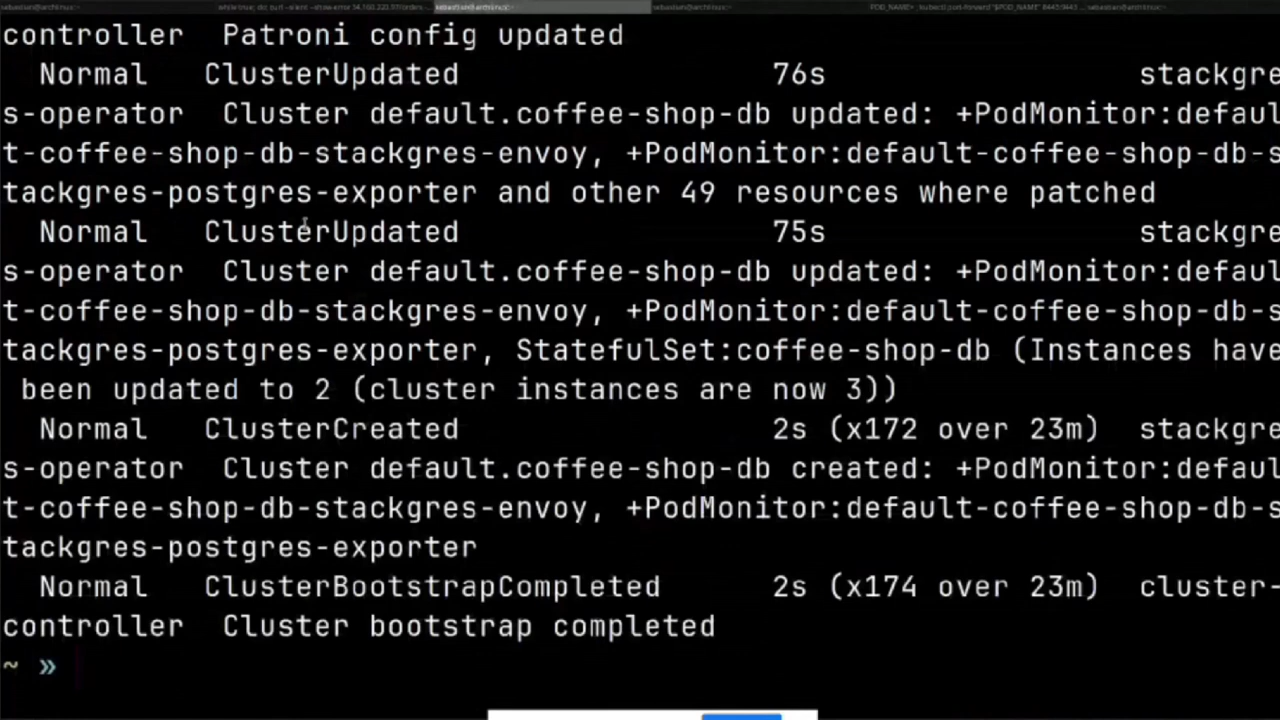 controller  Patroni config updated
  Normal   ClusterUpdated                 76s                 stackgre
s-operator  Cluster default.coffee-shop-db updated: +PodMonitor:defaul
t-coffee-shop-db-stackgres-envoy, +PodMonitor:default-coffee-shop-db-s
tackgres-postgres-exporter and other 49 resources where patched
  Normal   ClusterUpdated                 75s                 stackgre
s-operator  Cluster default.coffee-shop-db updated: +PodMonitor:defaul
t-coffee-shop-db-stackgres-envoy, +PodMonitor:default-coffee-shop-db-s
tackgres-postgres-exporter, StatefulSet:coffee-shop-db (Instances have
 been updated to 2 (cluster instances are now 3))
  Normal   ClusterCreated                 2s (x172 over 23m)  stackgre
s-operator  Cluster default.coffee-shop-db created: +PodMonitor:defaul
t-coffee-shop-db-stackgres-envoy, +PodMonitor:default-coffee-shop-db-s
tackgres-postgres-exporter
  Normal   ClusterBootstrapCompleted      2s (x174 over 23m)  cluster-
controller  Cluster bootstrap completed
~ »